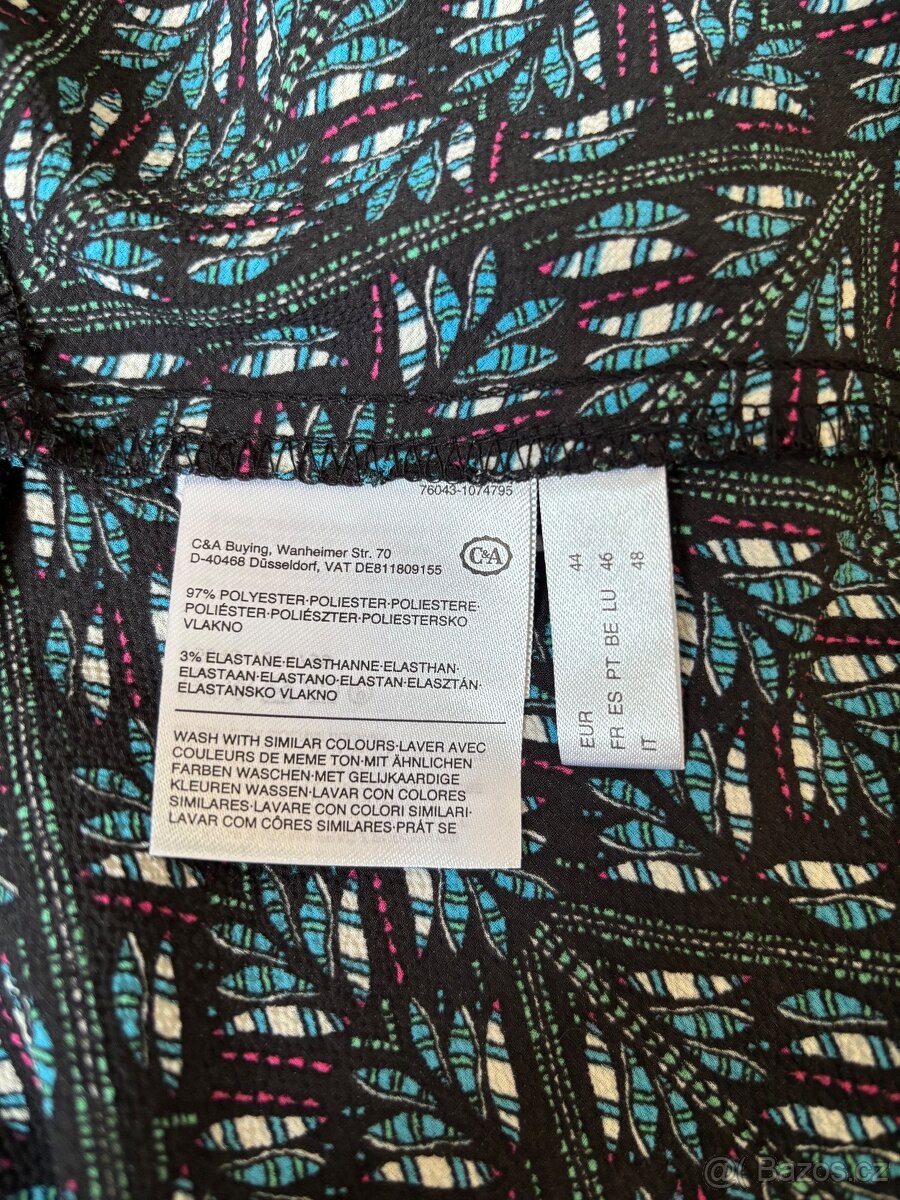 76043-1074795
C&A Buying, Wanheimer Str. 70
D-40468 Düsseldorf, VAT DE811809155
C&A
97% POLYESTER·POLIESTER·POLIESTERE·
POLIÉSTER·POLIÉSZTER·POLIESTERSKO
VLAKNO
3% ELASTANE·ELASTHANNE·ELASTHAN·
ELASTAAN·ELASTANO·ELASTAN·ELASZTÁN·
ELASTANSKO VLAKNO
WASH WITH SIMILAR COLOURS·LAVER AVEC
COULEURS DE MEME TON·MIT ÄHNLICHEN
FARBEN WASCHEN·MET GELIJKAARDIGE
KLEUREN WASSEN·LAVAR CON COLORES
SIMILARES·LAVARE CON COLORI SIMILARI·
LAVAR COM CÔRES SIMILARES·PRÁT SE
EUR 44
FR ES PT BE LU 46
IT 48
@ Bazos.cz